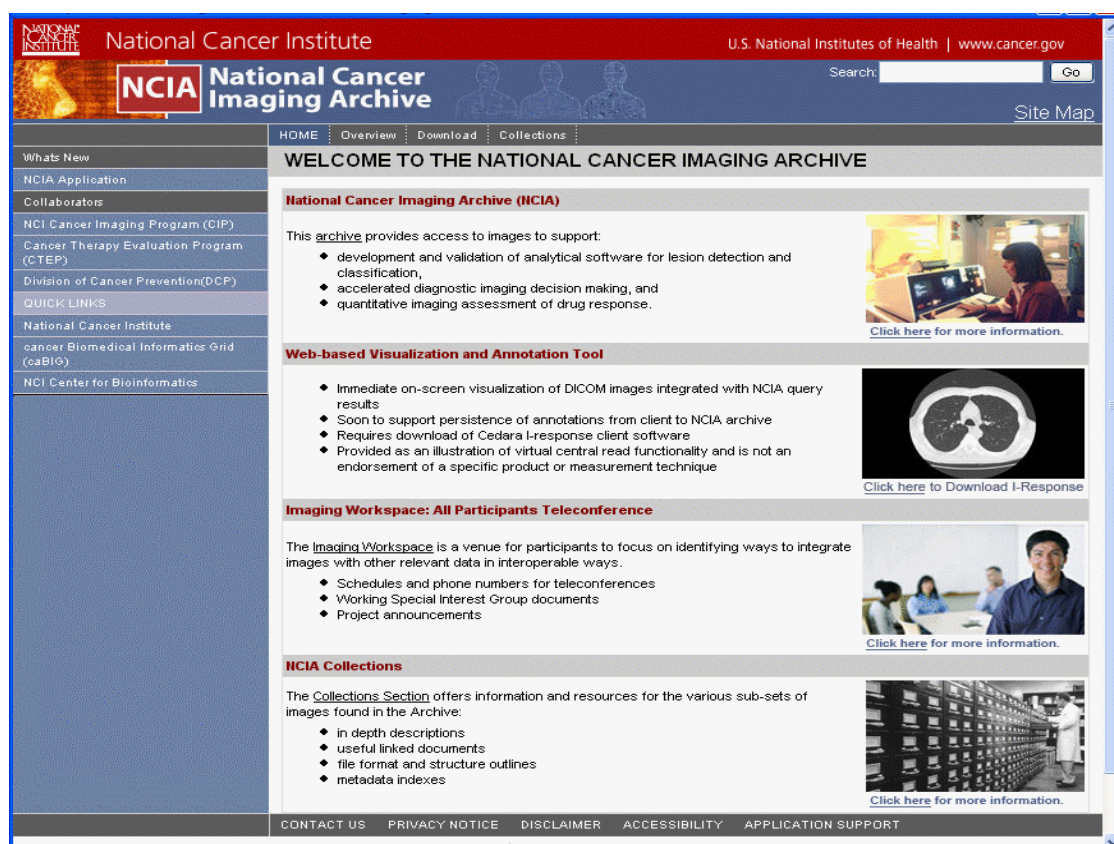 NATIONAL
CANCER
INSTITUTE
National Cancer Institute
U.S. National Institutes of Health | www.cancer.gov
NCIA
National Cancer
Imaging Archive
Search:
Go
Site Map
HOME
Overview
Download
Collections
Whats New
NCIA Application
Collaborators
NCI Cancer Imaging Program (CIP)
Cancer Therapy Evaluation Program
(CTEP)
Division of Cancer Prevention(DCP)
QUICK LINKS
National Cancer Institute
cancer Biomedical Informatics Grid
(caBIG)
NCI Center for Bioinformatics
WELCOME TO THE NATIONAL CANCER IMAGING ARCHIVE
National Cancer Imaging Archive (NCIA)
This archive provides access to images to support:
development and validation of analytical software for lesion detection and
classification,
accelerated diagnostic imaging decision making, and
quantitative imaging assessment of drug response.
Click here for more information.
Web-based Visualization and Annotation Tool
Immediate on-screen visualization of DICOM images integrated with NCIA query
results
Soon to support persistence of annotations from client to NCIA archive
Requires download of Cedara I-response client software
Provided as an illustration of virtual central read functionality and is not an
endorsement of a specific product or measurement technique
Click here to Download I-Response
Imaging Workspace: All Participants Teleconference
The Imaging Workspace is a venue for participants to focus on identifying ways to integrate
images with other relevant data in interoperable ways.
Schedules and phone numbers for teleconferences
Working Special Interest Group documents
Project announcements
Click here for more information.
NCIA Collections
The Collections Section offers information and resources for the various sub-sets of
images found in the Archive:
in depth descriptions
useful linked documents
file format and structure outlines
metadata indexes
Click here for more information.
CONTACT US PRIVACY NOTICE DISCLAIMER ACCESSIBILITY APPLICATION SUPPORT